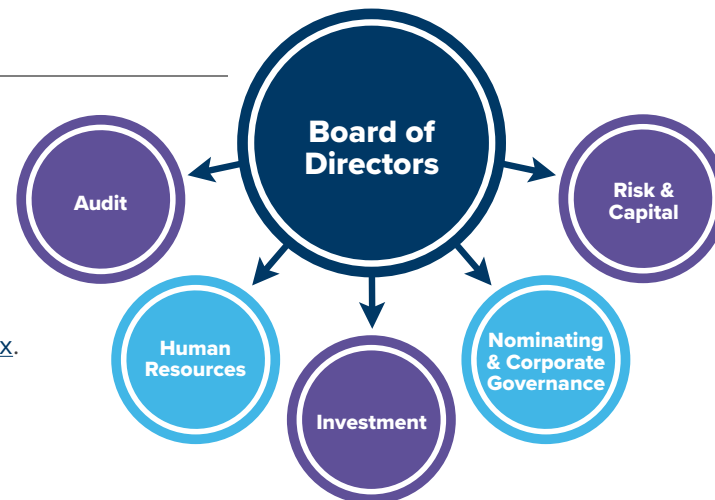 Board of
Directors
Audit
Risk &
Capital
Human
Resources
x.
Nominating
& Corporate
Governance
Investment